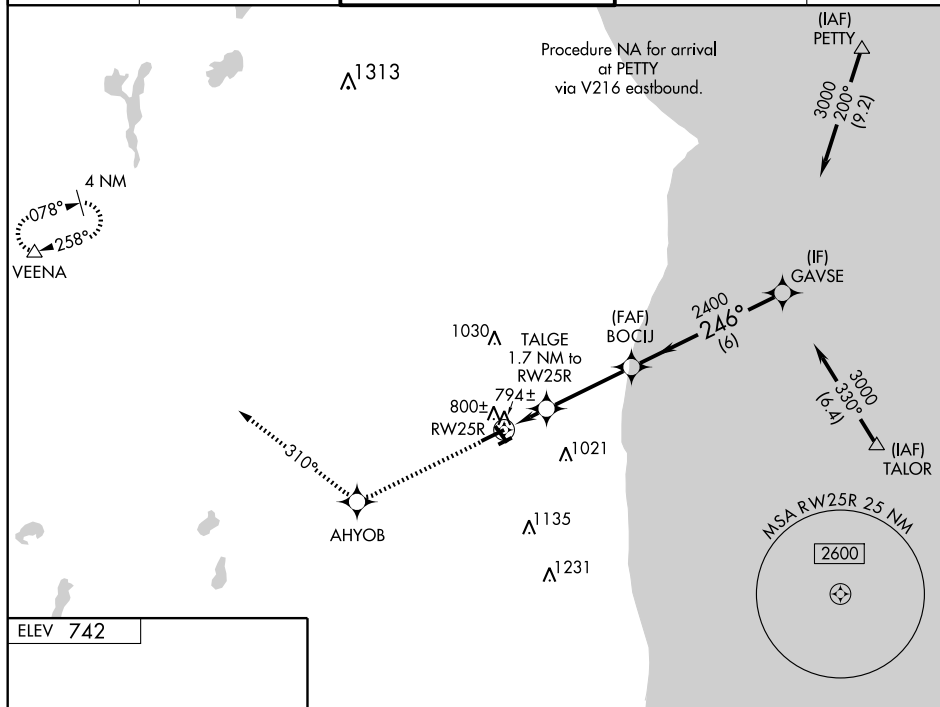 (IAF)
PETTY
Procedure NA for arrival
at PETTY
via V216 eastbound.
1313
3000
200°
(9.2)
4 NM
078°
258°
VEENA
(IF)
GAVSE
2400
246°
(6)
(FAF)
BOCIJ
1030
TALGE
1.7 NM to
RW25R
794±
800±
RW25R
3000
330°
(6.4)
(IAF)
TALOR
310°
1021
AHYOB
1135
1231
MSA RW25R 25 NM
2600
ELEV 742